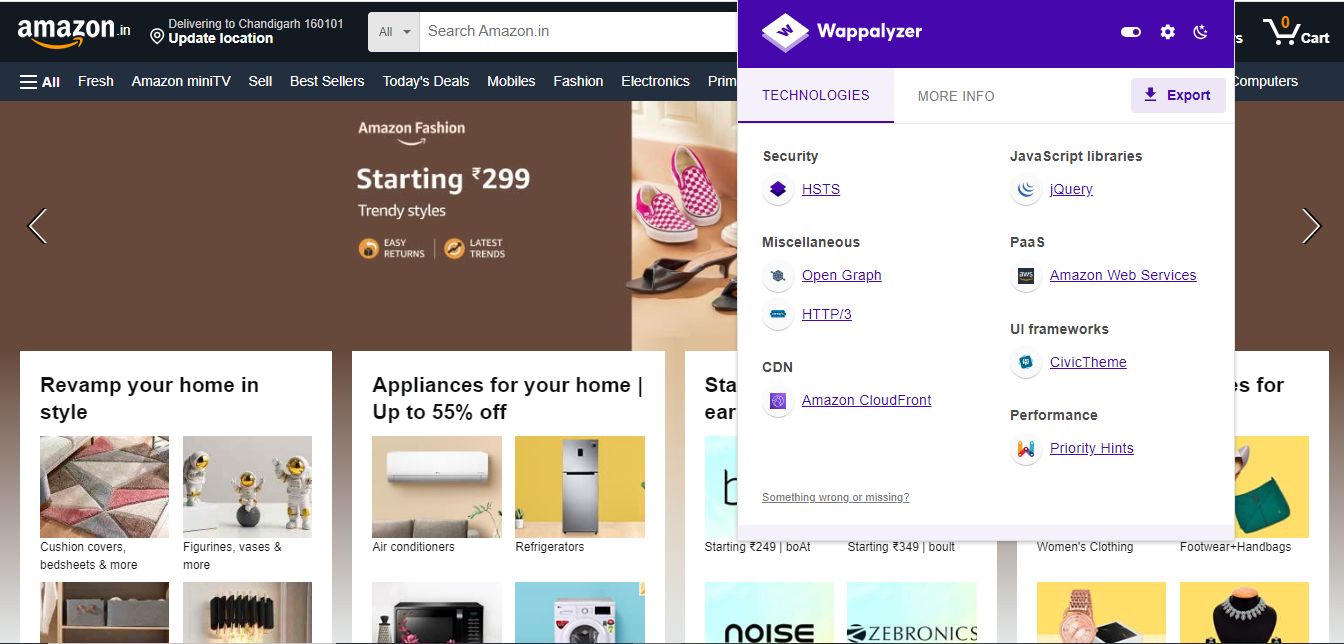 amazon.in
Delivering to Chandigarh 160101
Update location
All
Search Amazon.in
0
Cart
All
Fresh
Amazon miniTV
Sell
Best Sellers
Today's Deals
Mobiles
Fashion
Electronics
Prim
Computers
Wappalyzer
TECHNOLOGIES
MORE INFO
Export
Security
HSTS
Miscellaneous
Open Graph
HTTP/3
CDN
Amazon CloudFront
JavaScript libraries
jQuery
PaaS
aws
Amazon Web Services
UI frameworks
CivicTheme
Performance
Priority Hints
Something wrong or missing?
Amazon Fashion
Starting ₹299
Trendy styles
EASY
RETURNS
LATEST
TRENDS
Revamp your home in
style
Cushion covers,
bedsheets & more
Figurines, vases &
more
Appliances for your home |
Up to 55% off
Air conditioners
Refrigerators
Sta
ear
b
Starting ₹249 | boAt
Starting ₹349 | boult
noise
ZEBRONICS
es for
Women's Clothing
Footwear+Handbags